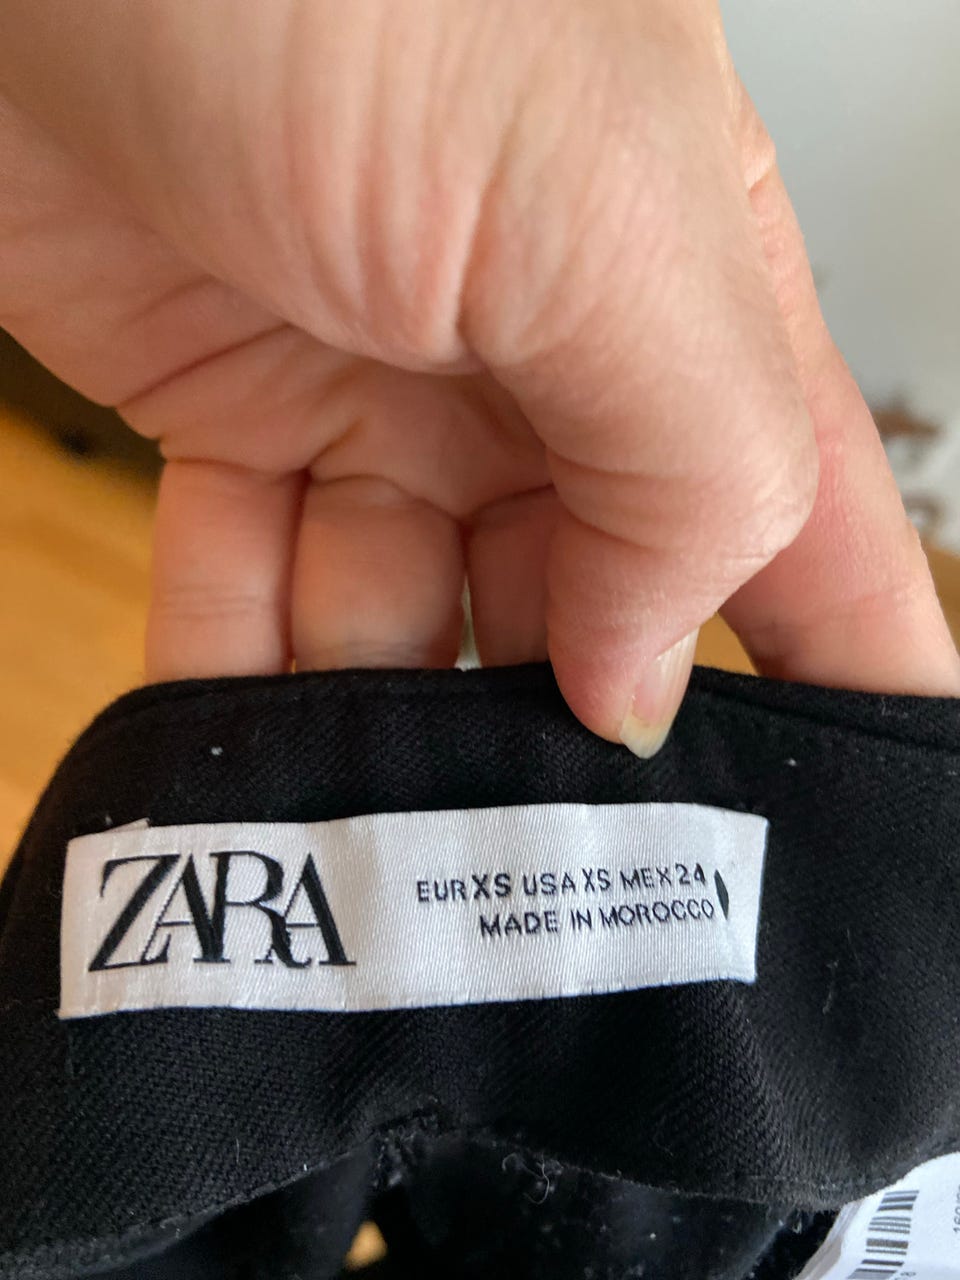 ZARA
EUR XS USA XS MEX 24
MADE IN MOROCCO